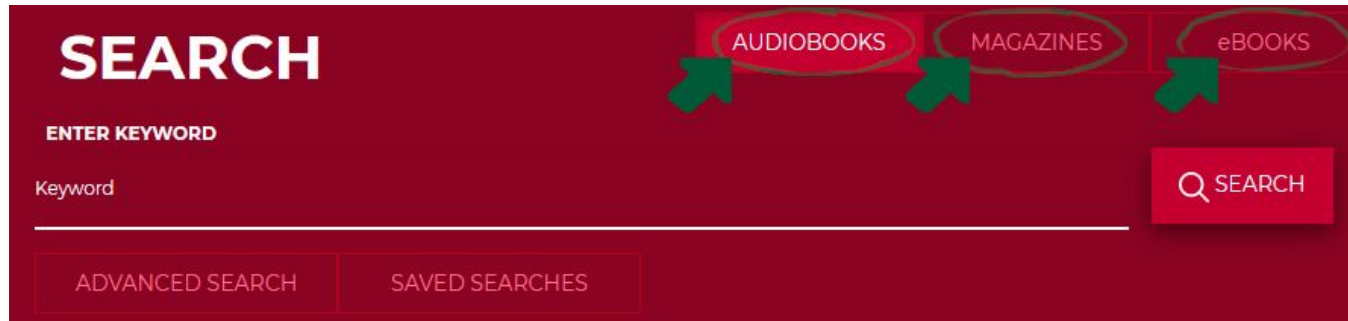 SEARCH
AUDIOBOOKS MAGAZINES eBOOKS
ENTER KEYWORD
Keyword
SEARCH
ADVANCED SEARCH SAVED SEARCHES